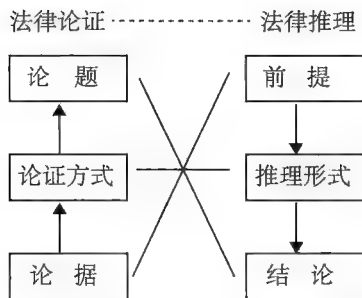 法律论证 法律推理
论 题 前 提
论证方式 推理形式
论 据 结 论